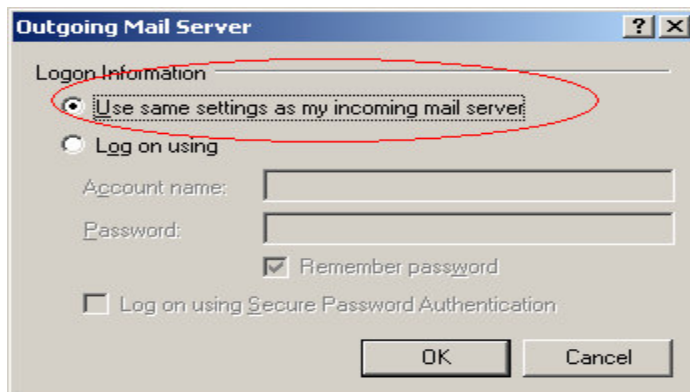 Outgoing Mail Server
Logon Information
Use same settings as my incoming mail server
Log on using
Account name:
Password:
Remember password
Log on using Secure Password Authentication
OK Cancel